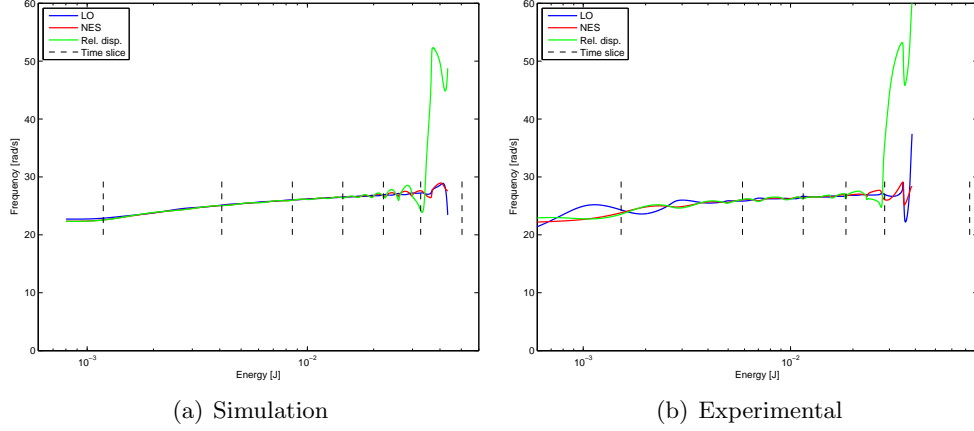 60
50
40
30
20
10
0
Frequency [rad/s]
LO
NES
Rel. disp.
Time slice
10⁻³
10⁻²
Energy [J]
(a) Simulation
60
50
40
30
20
10
0
Frequency [rad/s]
LO
NES
Rel. disp.
Time slice
10⁻³
10⁻²
Energy [J]
(b) Experimental